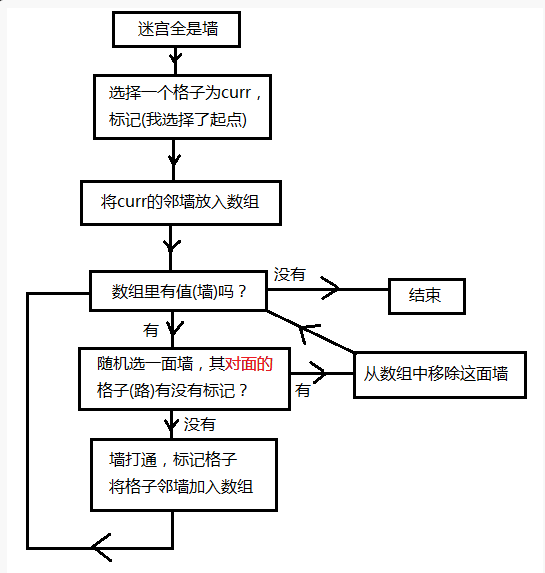 迷宫全是墙
选择一个格子为curr，
标记(我选择了起点)
将curr的邻墙放入数组
数组里有值(墙)吗？
没有
结束
有
随机选一面墙，其对面的
格子(路)有没有标记？
有
从数组中移除这面墙
没有
墙打通，标记格子
将格子邻墙加入数组